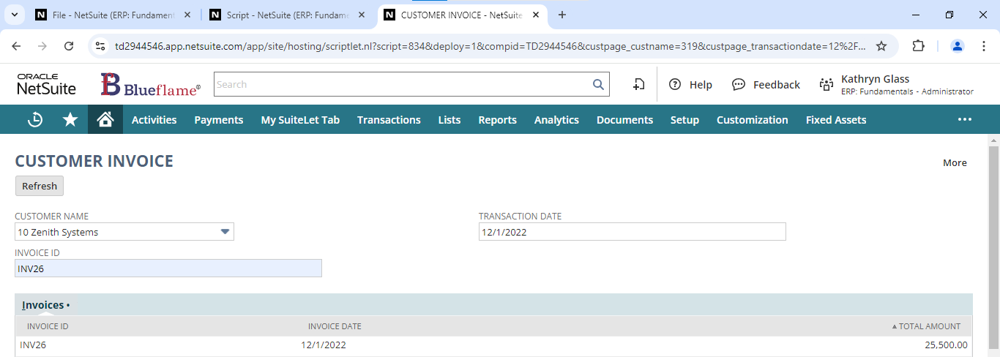 File - NetSuite (ERP: Fundament
Script - NetSuite (ERP: Fundame
CUSTOMER INVOICE - NetSuite
td2944546.app.netsuite.com/app/site/hosting/scriptlet.nl?script=834&deploy=1&compid=TD2944546&custpage_custname=319&custpage_transactiondate=12%2F...
ORACLE
NetSuite
Blueflame®
Search
Help
Feedback
Kathryn Glass
ERP: Fundamentals - Administrator
Activities Payments My SuiteLet Tab Transactions Lists Reports Analytics Documents Setup Customization Fixed Assets
CUSTOMER INVOICE
More
Refresh
CUSTOMER NAME
10 Zenith Systems
TRANSACTION DATE
12/1/2022
INVOICE ID
INV26
Invoices •
INVOICE ID INVOICE DATE TOTAL AMOUNT
INV26 12/1/2022 25,500.00